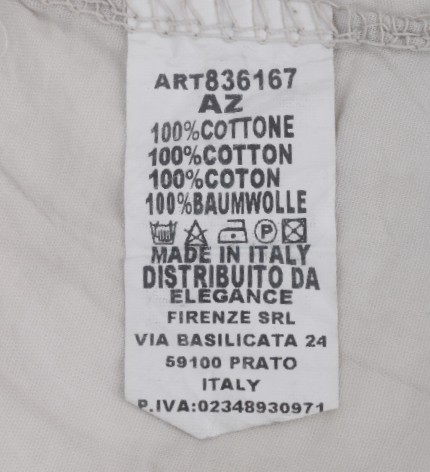 ART836167
AZ
100%COTTONE
100%COTTON
100%COTON
100%BAUMWOLLE
MADE IN ITALY
DISTRIBUITO DA
ELEGANCE
FIRENZE SRL
VIA BASILICATA 24
59100 PRATO
ITALY
P.IVA:02348930971